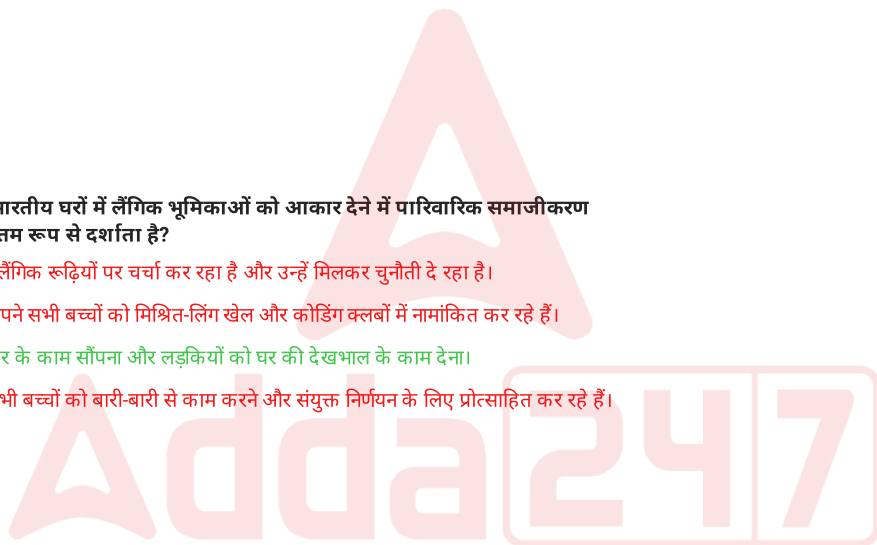 भारतीय घरों में लैंगिक भूमिकाओं को आकार देने में पारिवारिक समाजीकरण
तम रूप से दर्शाता है?
लैंगिक रूढ़ियों पर चर्चा कर रहा है और उन्हें मिलकर चुनौती दे रहा है।
पने सभी बच्चों को मिश्रित-लिंग खेल और कोडिंग क्लबों में नामांकित कर रहे हैं।
र के काम सौंपना और लड़कियों को घर की देखभाल के काम देना।
भी बच्चों को बारी-बारी से काम करने और संयुक्त निर्णयन के लिए प्रोत्साहित कर रहे हैं।
Adda247